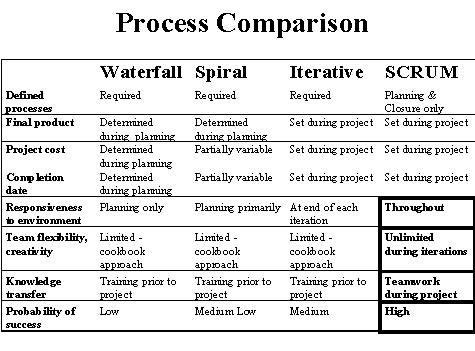 Process Comparison
Waterfall Spiral Iterative SCRUM
Defined processes Required Required Required Planning & Closure only
Final product Determined during planning Determined during planning Set during project Set during project
Project cost Determined during planning Partially variable Set during project Set during project
Completion date Determined during planning Partially variable Set during project Set during project
Responsiveness to environment Planning only Planning primarily At end of each iteration Throughout
Team flexibility, creativity Limited - cookbook approach Limited - cookbook approach Limited - cookbook approach Unlimited during iterations
Knowledge transfer Training prior to project Training prior to project Training prior to project Teamwork during project
Probability of success Low Medium Low Medium High